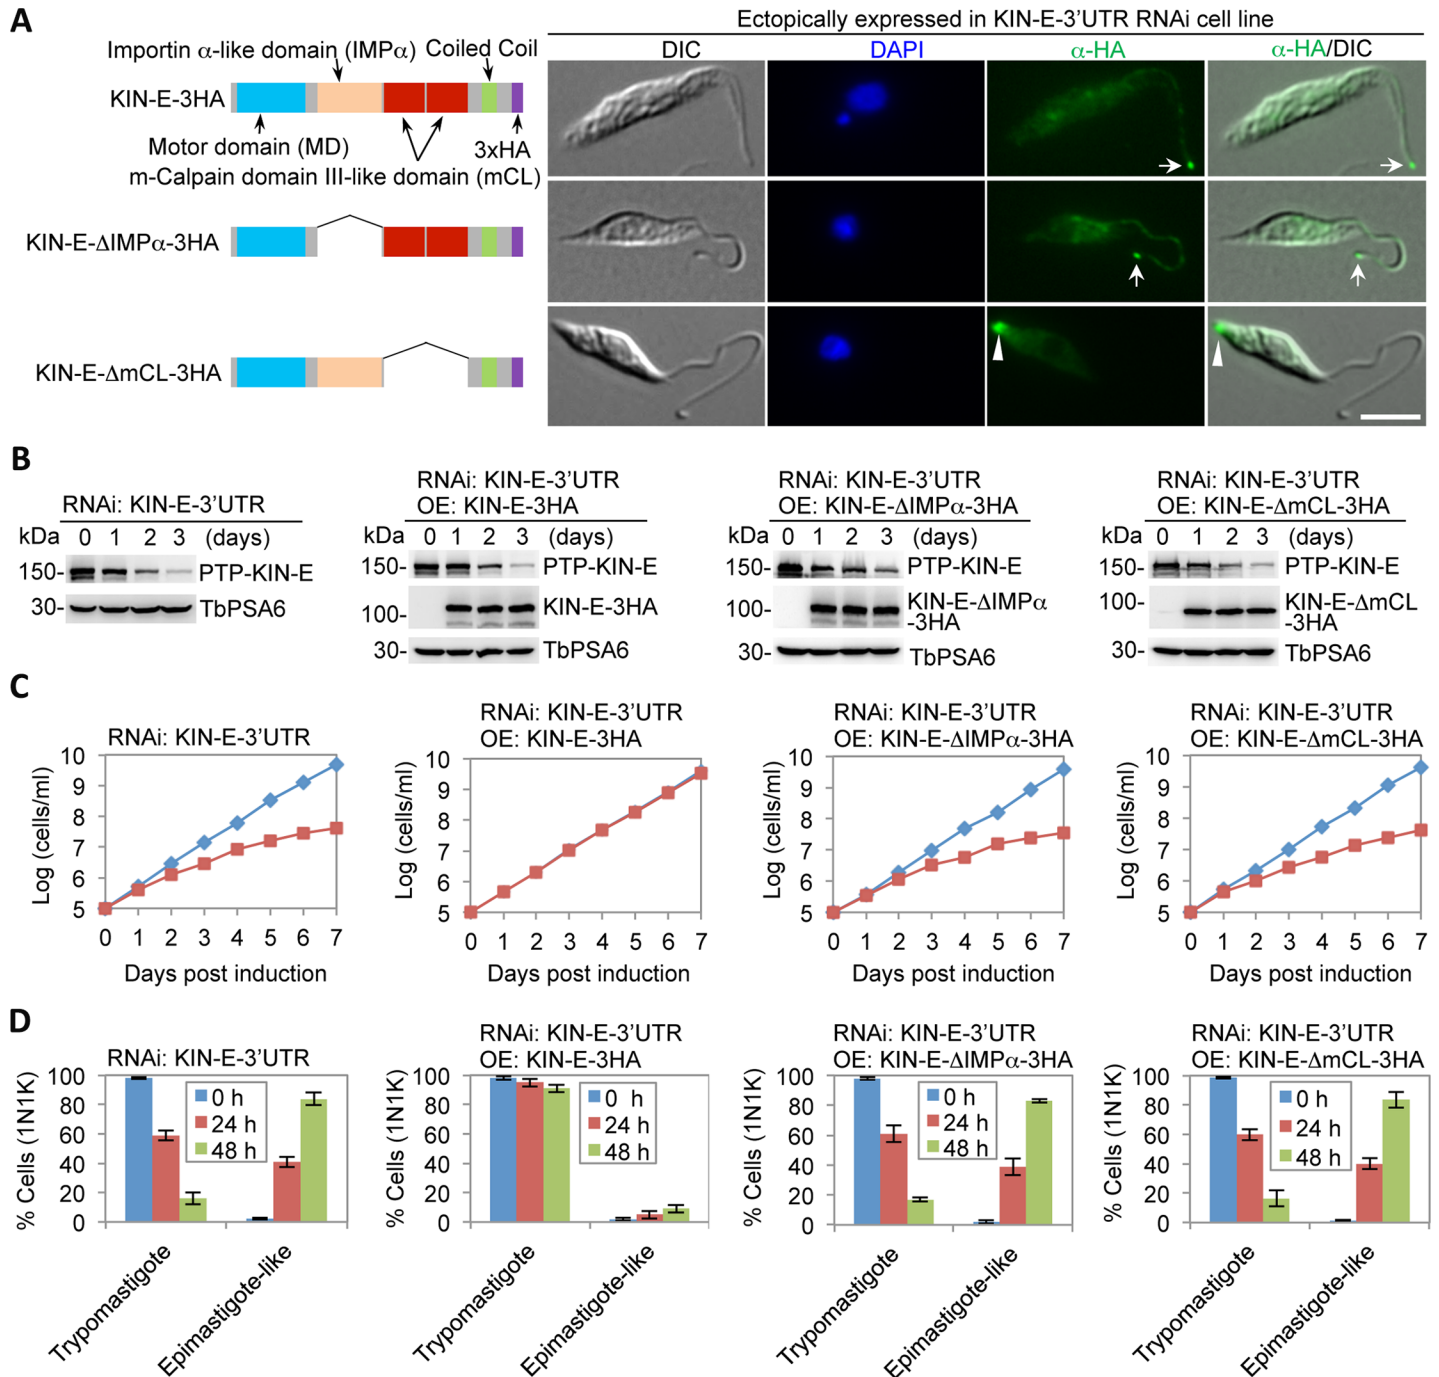 A
Ectopically expressed in KIN-E-3’UTR RNAi cell line
Importin α-like domain (IMPα) Coiled Coil
DIC DAPI α-HA α-HA/DIC
KIN-E-3HA
Motor domain (MD) 3xHA
m-Calpain domain III-like domain (mCL)
KIN-E-ΔIMPα-3HA
KIN-E-ΔmCL-3HA
B
RNAi: KIN-E-3’UTR
kDa 0 1 2 3 (days)
150- PTP-KIN-E
30- TbPSA6
RNAi: KIN-E-3’UTR
OE: KIN-E-3HA
kDa 0 1 2 3 (days)
150- PTP-KIN-E
100- KIN-E-3HA
30- TbPSA6
RNAi: KIN-E-3’UTR
OE: KIN-E-ΔIMPα-3HA
kDa 0 1 2 3 (days)
150- PTP-KIN-E
100- KIN-E-ΔIMPα
-3HA
30- TbPSA6
RNAi: KIN-E-3’UTR
OE: KIN-E-ΔmCL-3HA
kDa 0 1 2 3 (days)
150- PTP-KIN-E
100- KIN-E-ΔmCL
-3HA
30- TbPSA6
C
RNAi: KIN-E-3’UTR
Log (cells/ml)
10
9
8
7
6
5
0 1 2 3 4 5 6 7
Days post induction
RNAi: KIN-E-3’UTR
OE: KIN-E-3HA
Log (cells/ml)
10
9
8
7
6
5
0 1 2 3 4 5 6 7
Days post induction
RNAi: KIN-E-3’UTR
OE: KIN-E-ΔIMPα-3HA
Log (cells/ml)
10
9
8
7
6
5
0 1 2 3 4 5 6 7
Days post induction
RNAi: KIN-E-3’UTR
OE: KIN-E-ΔmCL-3HA
Log (cells/ml)
10
9
8
7
6
5
0 1 2 3 4 5 6 7
Days post induction
D
RNAi: KIN-E-3’UTR
% Cells (1N1K)
100
80
60
40
20
0
0 h
24 h
48 h
Trypomastigote
Epimastigote-like
RNAi: KIN-E-3’UTR
OE: KIN-E-3HA
% Cells (1N1K)
100
80
60
40
20
0
0 h
24 h
48 h
Trypomastigote
Epimastigote-like
RNAi: KIN-E-3’UTR
OE: KIN-E-ΔIMPα-3HA
% Cells (1N1K)
100
80
60
40
20
0
0 h
24 h
48 h
Trypomastigote
Epimastigote-like
RNAi: KIN-E-3’UTR
OE: KIN-E-ΔmCL-3HA
% Cells (1N1K)
100
80
60
40
20
0
0 h
24 h
48 h
Trypomastigote
Epimastigote-like